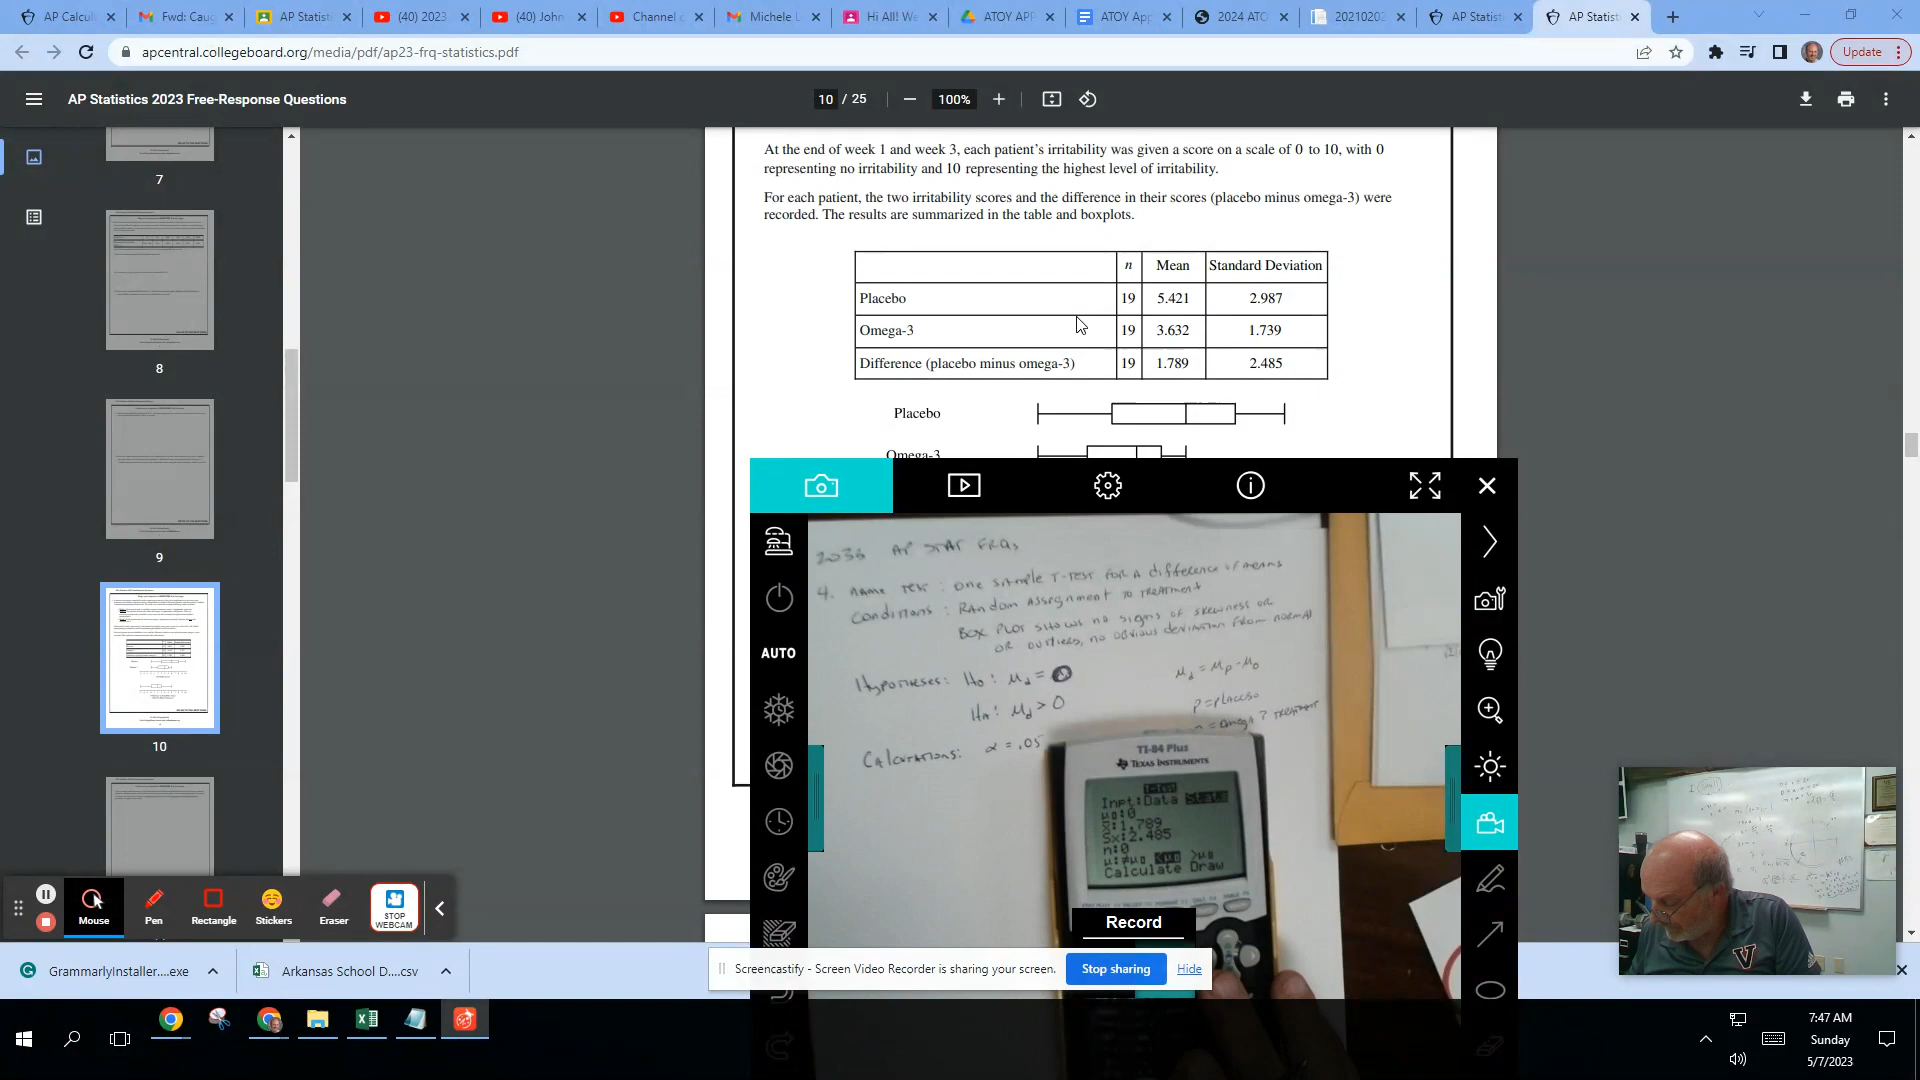 AP Calcul
Fwd: Cauc
AP Statist
(40) 2023
(40) John
Channel c
Michele L
Hi All! We
ATOY APP
ATOY App
2024 ATO
20210202
AP Statist
AP Statist
apcentral.collegeboard.org/media/pdf/ap23-frq-statistics.pdf
Update
AP Statistics 2023 Free-Response Questions
10 / 25
100%
7
8
9
10
At the end of week 1 and week 3, each patient's irritability was given a score on a scale of 0 to 10, with 0
representing no irritability and 10 representing the highest level of irritability.
For each patient, the two irritability scores and the difference in their scores (placebo minus omega-3) were
recorded. The results are summarized in the table and boxplots.
n Mean Standard Deviation
Placebo 19 5.421 2.987
Omega-3 19 3.632 1.739
Difference (placebo minus omega-3) 19 1.789 2.485
Placebo
Omega-3
AUTO
AP STAT FRQs
4. Name Test: One sample T-test for a difference of means
Conditions: Random Assignment to treatment
Box Plot shows no signs of skewness or
or outliers, no obvious deviation from normal
Hypotheses: H₀: μd = 0
μd = μp - μo
Ha: μd > 0
p = placebo
= omega 3 treatment
Calculations: α = .05
TI-84 Plus
Texas Instruments
T-Test
Inpt:Data Stats
μ0:0
x̄:1.789
Sx:2.485
n:0
μ:≠μ0 <μ0 >μ0
Calculate Draw
Record
Mouse
Pen
Rectangle
Stickers
Eraser
STOP
WEBCAM
Screencastify - Screen Video Recorder is sharing your screen.
Stop sharing
Hide
GrammarlyInstaller....exe
Arkansas School D....csv
7:47 AM
Sunday
5/7/2023